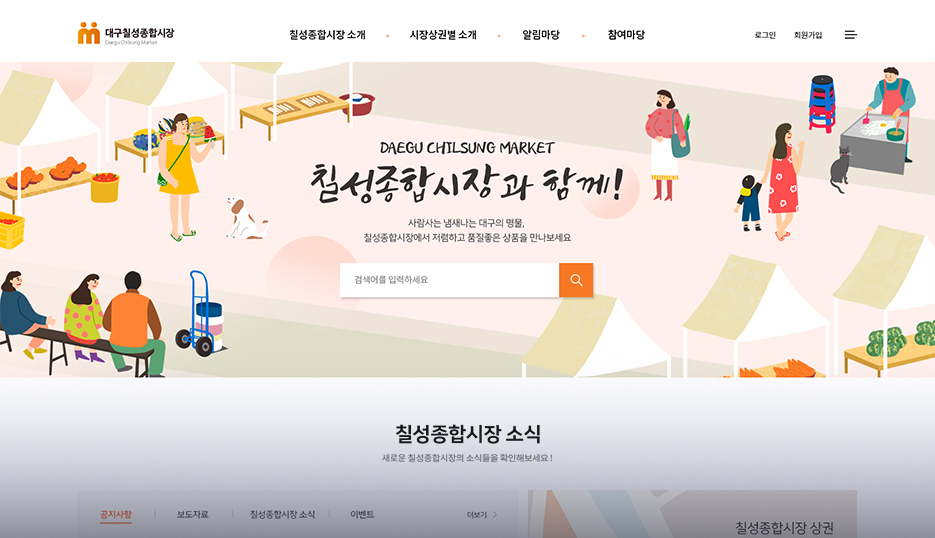 대구칠성종합시장
Daegu Chilsung Market
칠성종합시장 소개
시장상권별 소개
알림마당
참여마당
로그인
회원가입
DAEGU CHILSUNG MARKET
칠성종합시장과 함께!
사람사는 냄새나는 대구의 명물,
칠성종합시장에서 저렴하고 품질좋은 상품을 만나보세요
검색어를 입력하세요
칠성종합시장 소식
새로운 칠성종합시장의 소식들을 확인해보세요!
공지사항
보도자료
칠성종합시장 소식
이벤트
더보기
칠성종합시장 상권